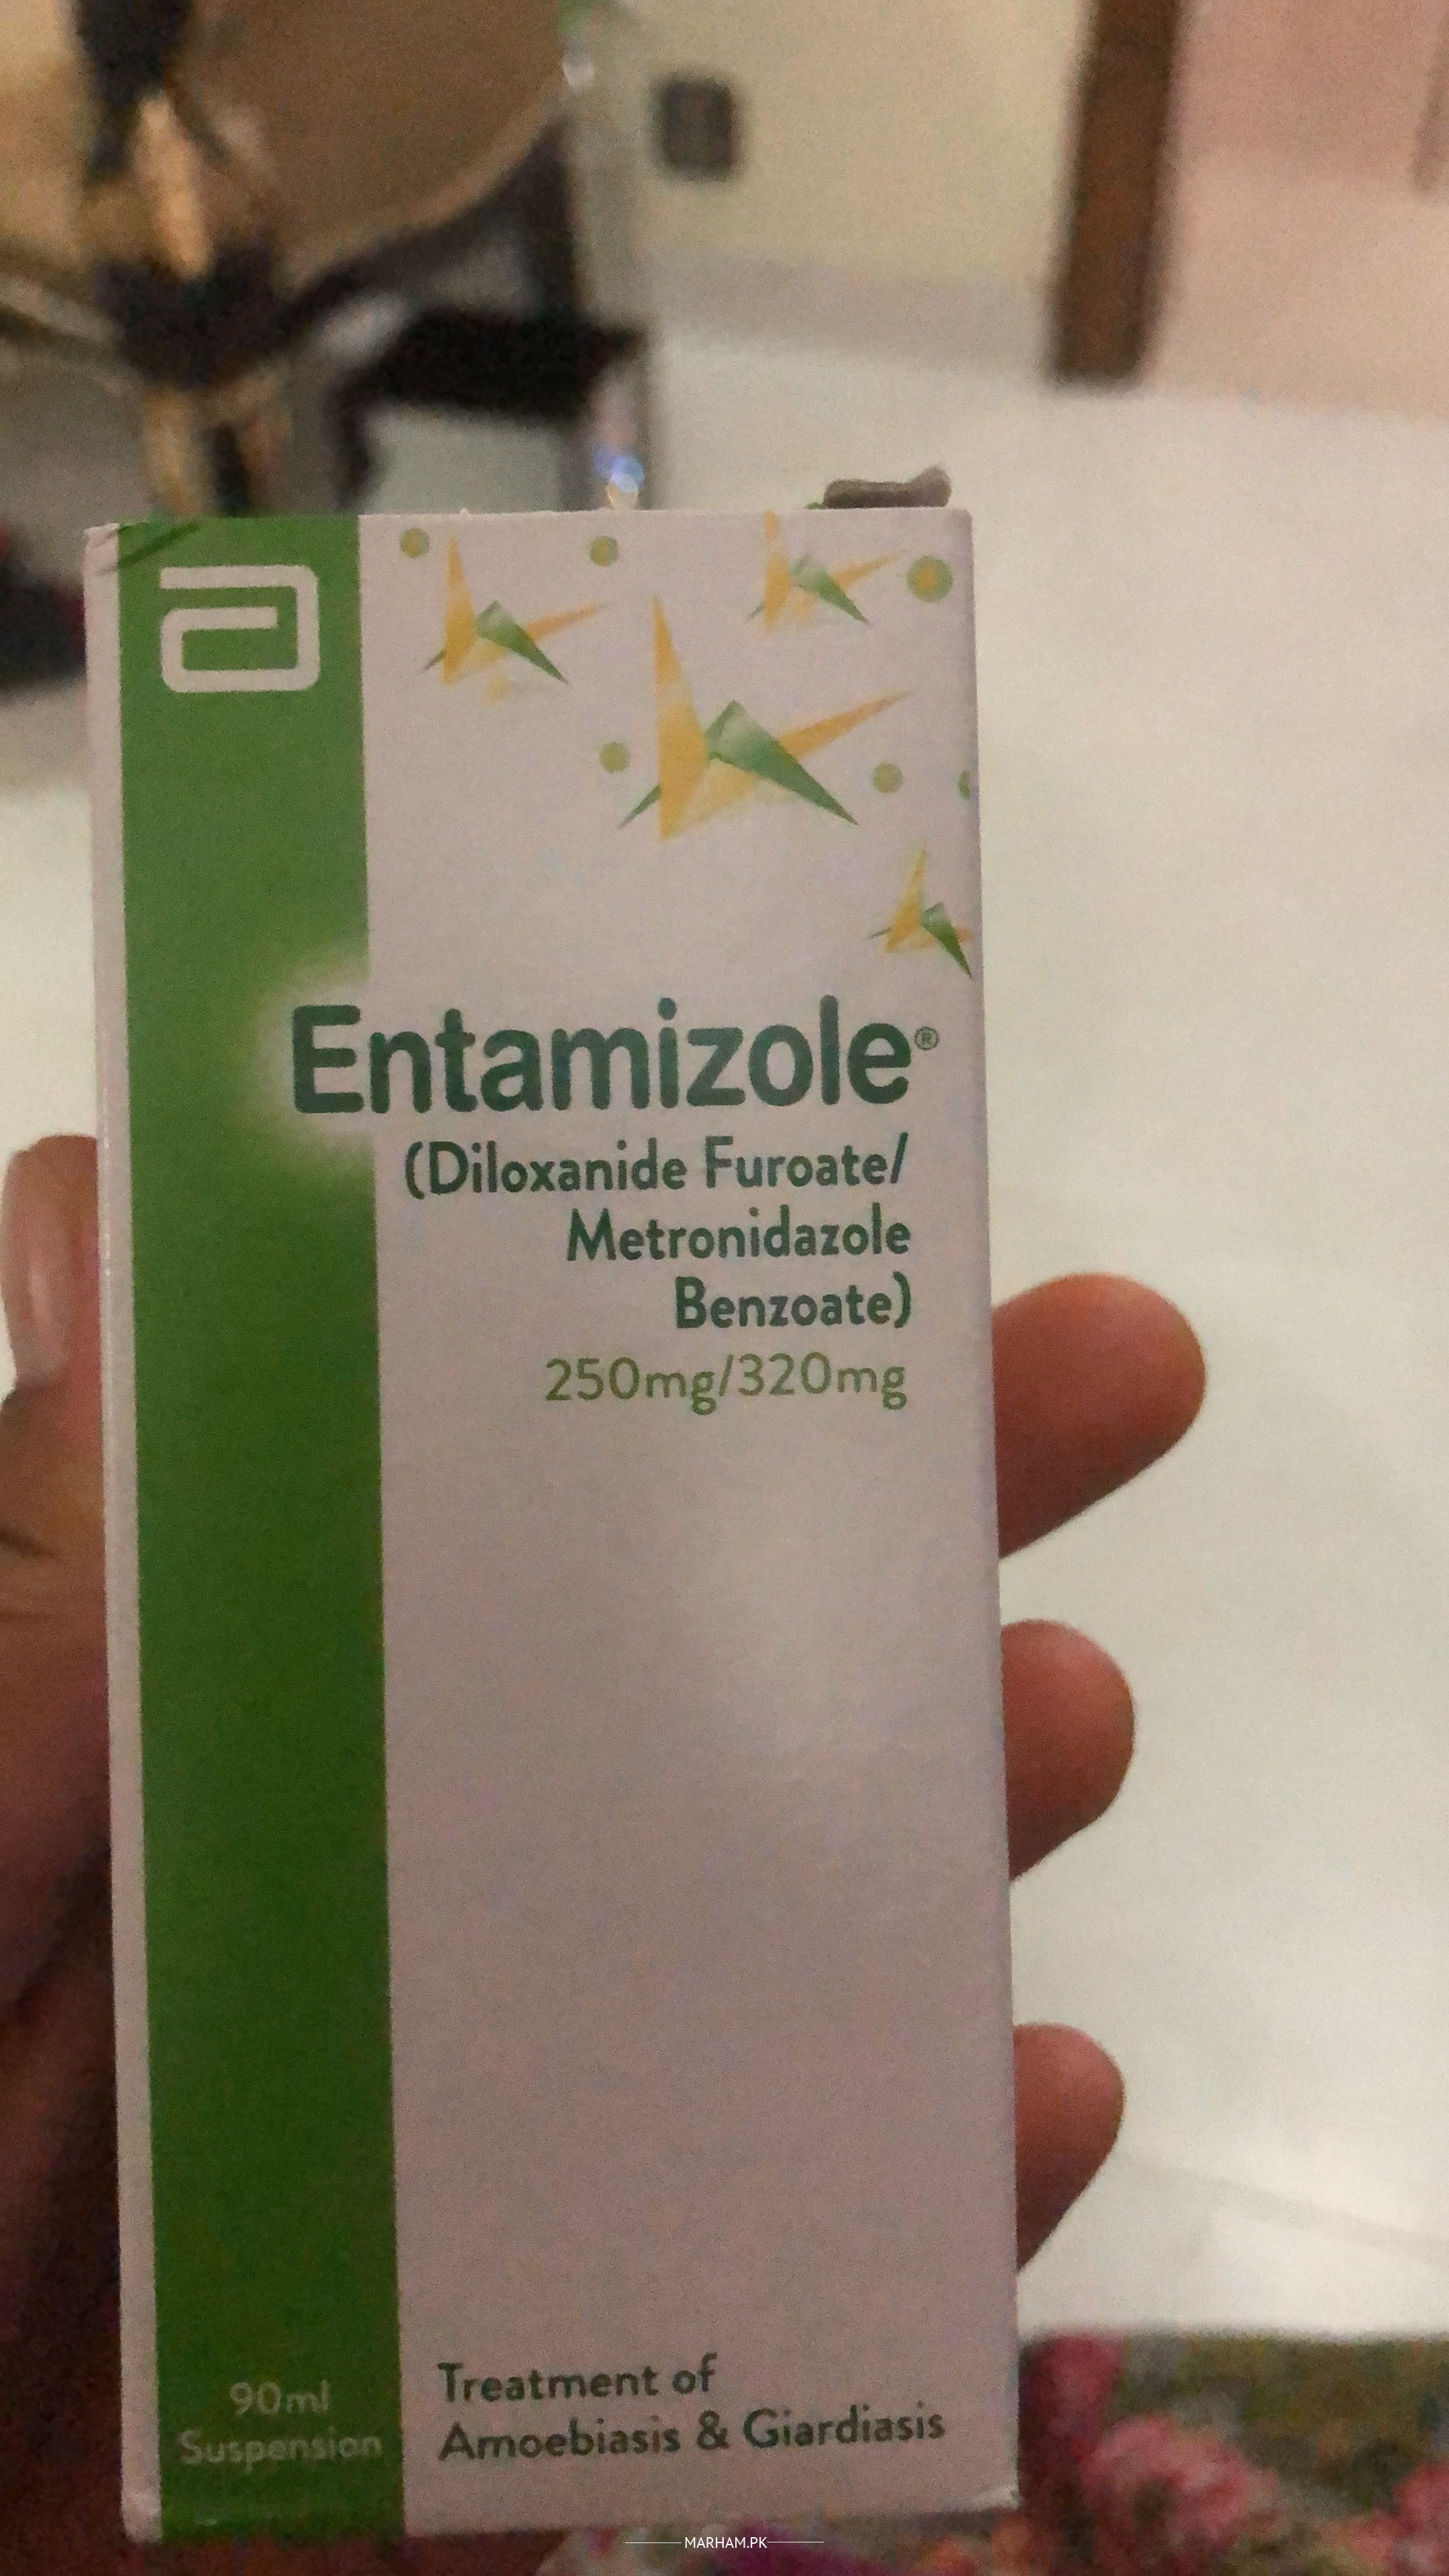 Entamizole®
(Diloxanide Furoate/
Metronidazole
Benzoate)
250mg/320mg
90ml
Suspension
Treatment of
Amoebiasis & Giardiasis
MARHAM.PK